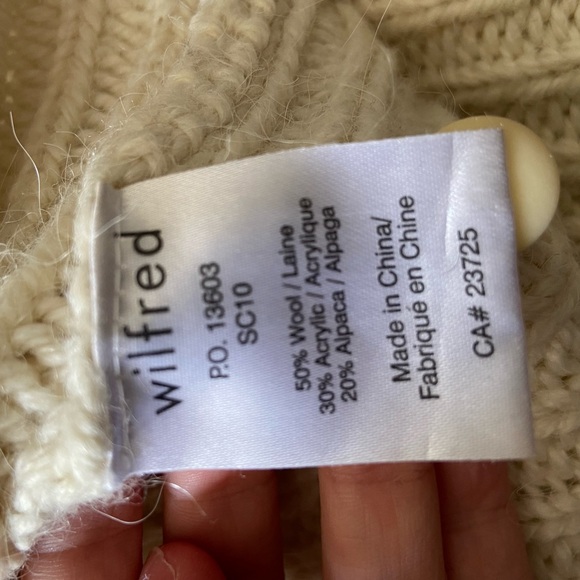 wilfred
P.O. 13603
SC10
50% Wool / Laine
30% Acrylic / Acrylique
20% Alpaca / Alpaga
Made in China/
Fabriqué en Chine
CA# 23725